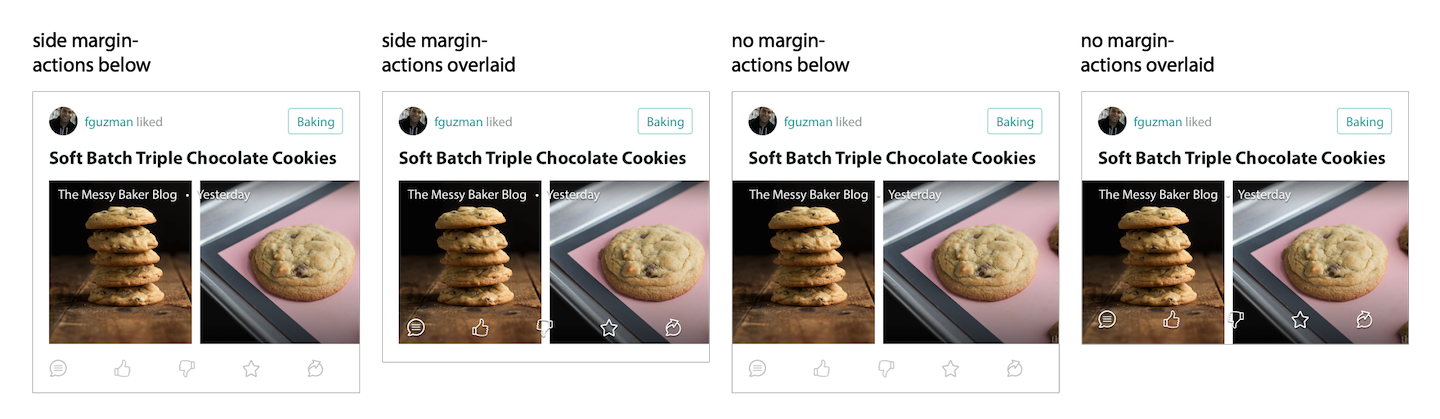 side margin-
actions below
side margin-
actions overlaid
no margin-
actions below
no margin-
actions overlaid
fguzman liked
Baking
Soft Batch Triple Chocolate Cookies
The Messy Baker Blog • Yesterday
fguzman liked
Baking
Soft Batch Triple Chocolate Cookies
The Messy Baker Blog • Yesterday
fguzman liked
Baking
Soft Batch Triple Chocolate Cookies
The Messy Baker Blog • Yesterday
fguzman liked
Baking
Soft Batch Triple Chocolate Cookies
The Messy Baker Blog • Yesterday